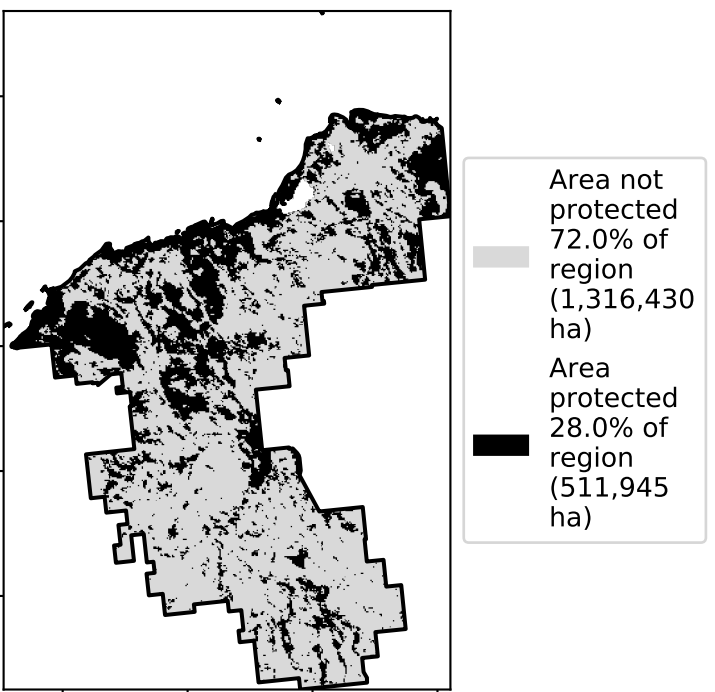 Area not
protected
72.0% of
region
(1,316,430
ha)
Area
protected
28.0% of
region
(511,945
ha)